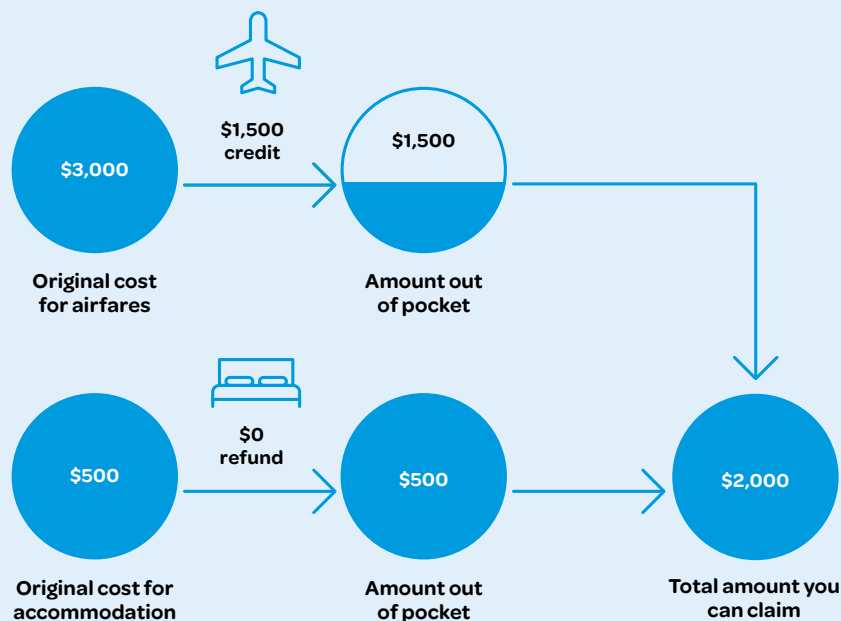 $1,500
credit
$3,000
$1,500
Original cost
for airfares
Amount out
of pocket
$0
refund
$500
$500
$2,000
Original cost for
accommodation
Amount out
of pocket
Total amount you
can claim